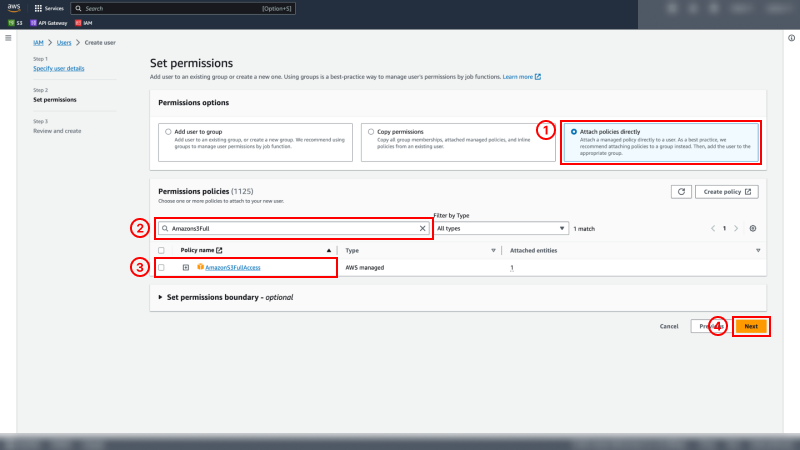 aws
Services
Search
[Option+S]
S3
API Gateway
IAM
IAM > Users > Create user
Step 1
Specify user details
Step 2
Set permissions
Step 3
Review and create
Set permissions
Add user to an existing group or create a new one. Using groups is a best-practice way to manage user's permissions by job functions. Learn more
Permissions options
Add user to group
Add user to an existing group, or create a new group. We recommend using
groups to manage user permissions by job function.
Copy permissions
Copy all group memberships, attached managed policies, and inline
policies from an existing user.
1
Attach policies directly
Attach a managed policy directly to a user. As a best practice, we
recommend attaching policies to a group instead. Then, add the user to the
appropriate group.
Permissions policies (1125)
Choose one or more policies to attach to your new user.
Create policy
Filter by Type
2
Amazons3Full
All types
1 match
1
Policy name
Type
Attached entities
3
AmazonS3FullAccess
AWS managed
1
Set permissions boundary - optional
Cancel
4
Next